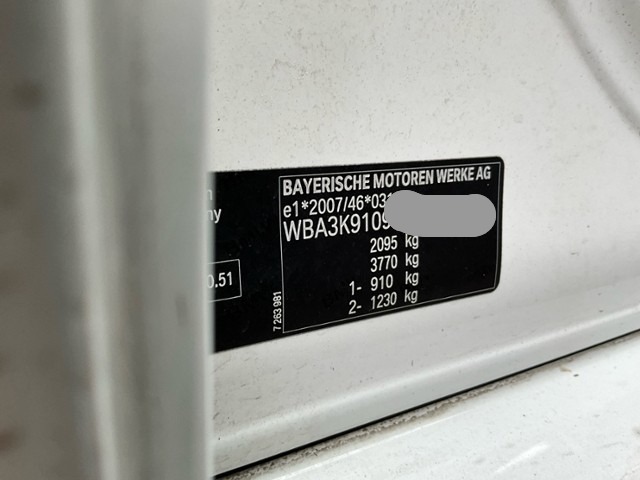 BAYERISCHE MOTOREN WERKE AG
e1*2007/46*03
WBA3K9109
2095 kg
3770 kg
1- 910 kg
2- 1230 kg
7 263 981
0.51